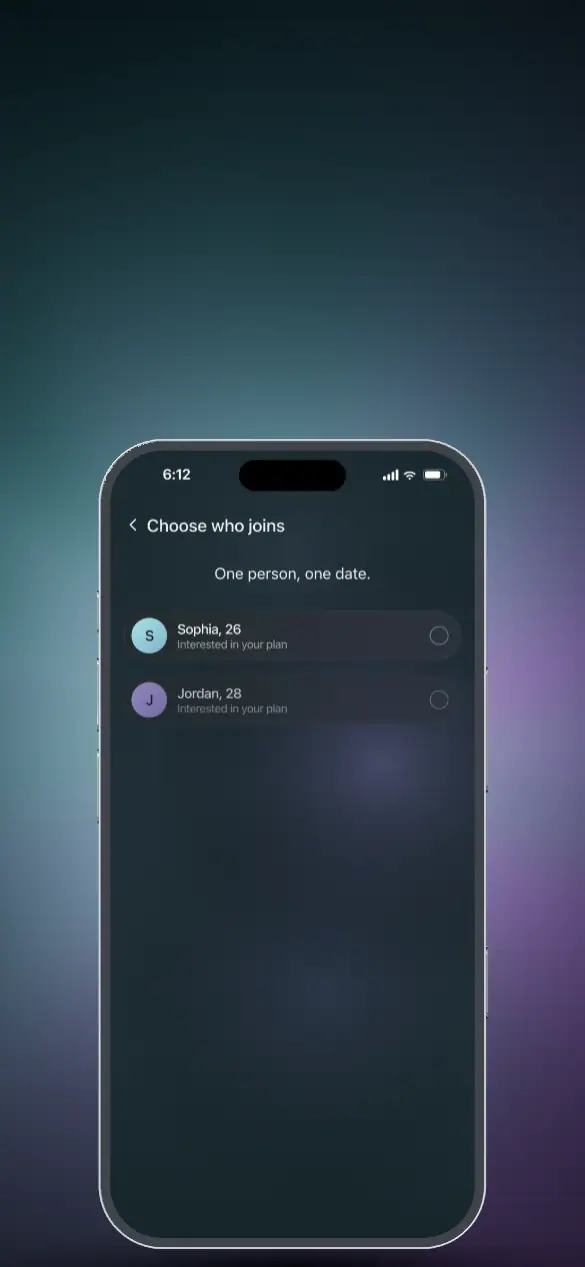 6:12
Choose who joins
One person, one date.
S
Sophia, 26
Interested in your plan
J
Jordan, 28
Interested in your plan